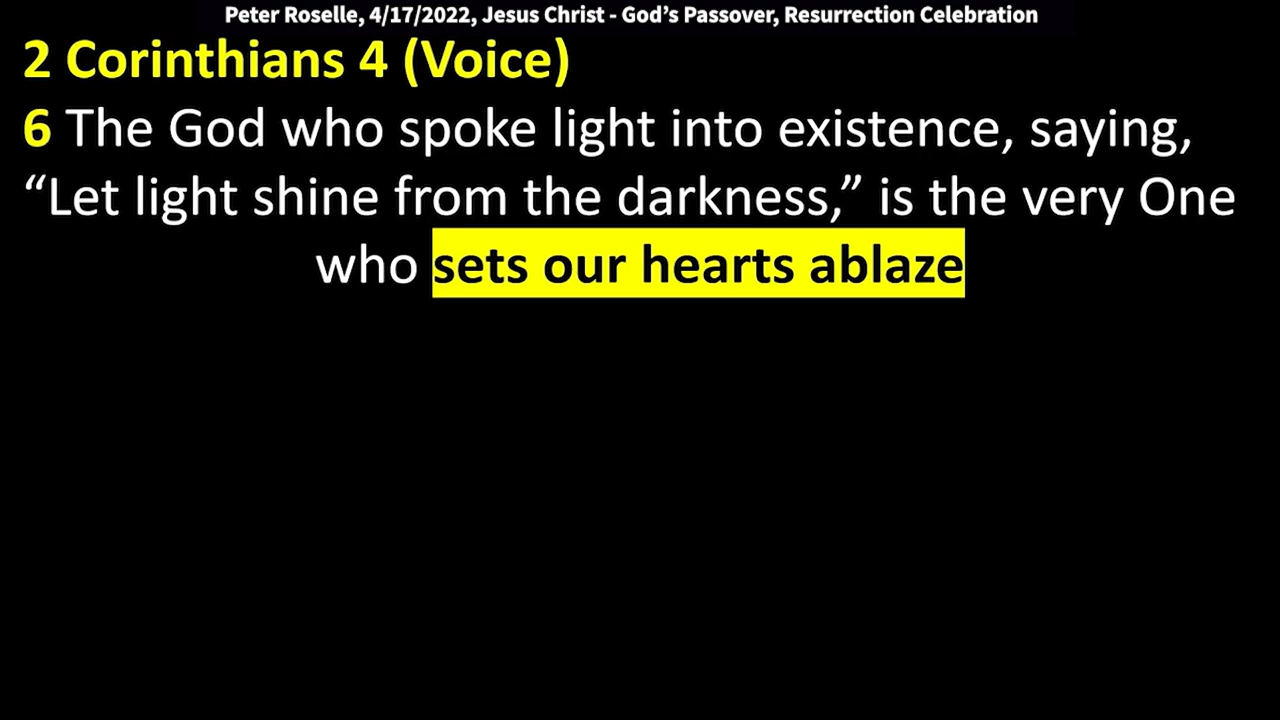 Peter Roselle, 4/17/2022, Jesus Christ - God’s Passover, Resurrection Celebration
2 Corinthians 4 (Voice)
6 The God who spoke light into existence, saying,
“Let light shine from the darkness,” is the very One
who sets our hearts ablaze